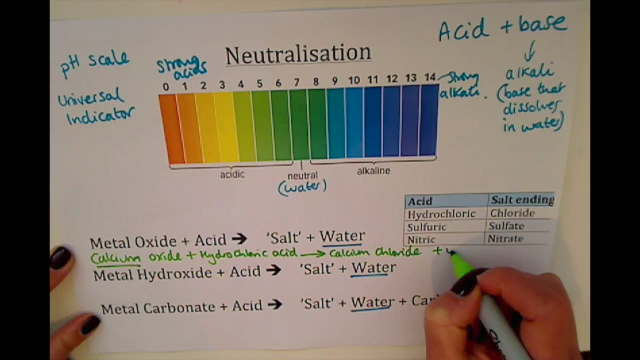 Neutralisation
Acid + base
alkali
(base that
dissolves
in water)
pH scale
Universal
Indicator
strong
acids
0 1 2 3 4 5 6 7 8 9 10 11 12 13 14
strong
alkali.
acidic
neutral
alkaline
(water)
Acid Salt ending
Hydrochloric Chloride
Sulfuric Sulfate
Nitric Nitrate
Metal Oxide + Acid → 'Salt' + Water
Calcium oxide + Hydrochloric acid → Calcium chloride +
Metal Hydroxide + Acid → 'Salt' + Water
Metal Carbonate + Acid → 'Salt' + Water + Car